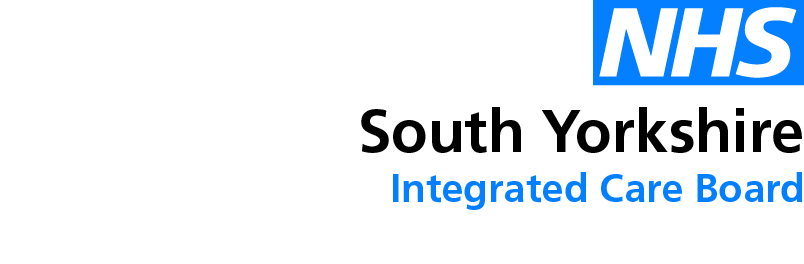 NHS
South Yorkshire
Integrated Care Board